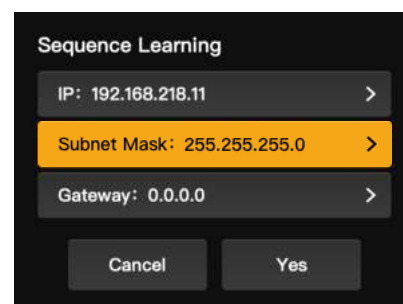 Sequence Learning
IP: 192.168.218.11 >
Subnet Mask: 255.255.255.0 >
Gateway: 0.0.0.0 >
Cancel Yes